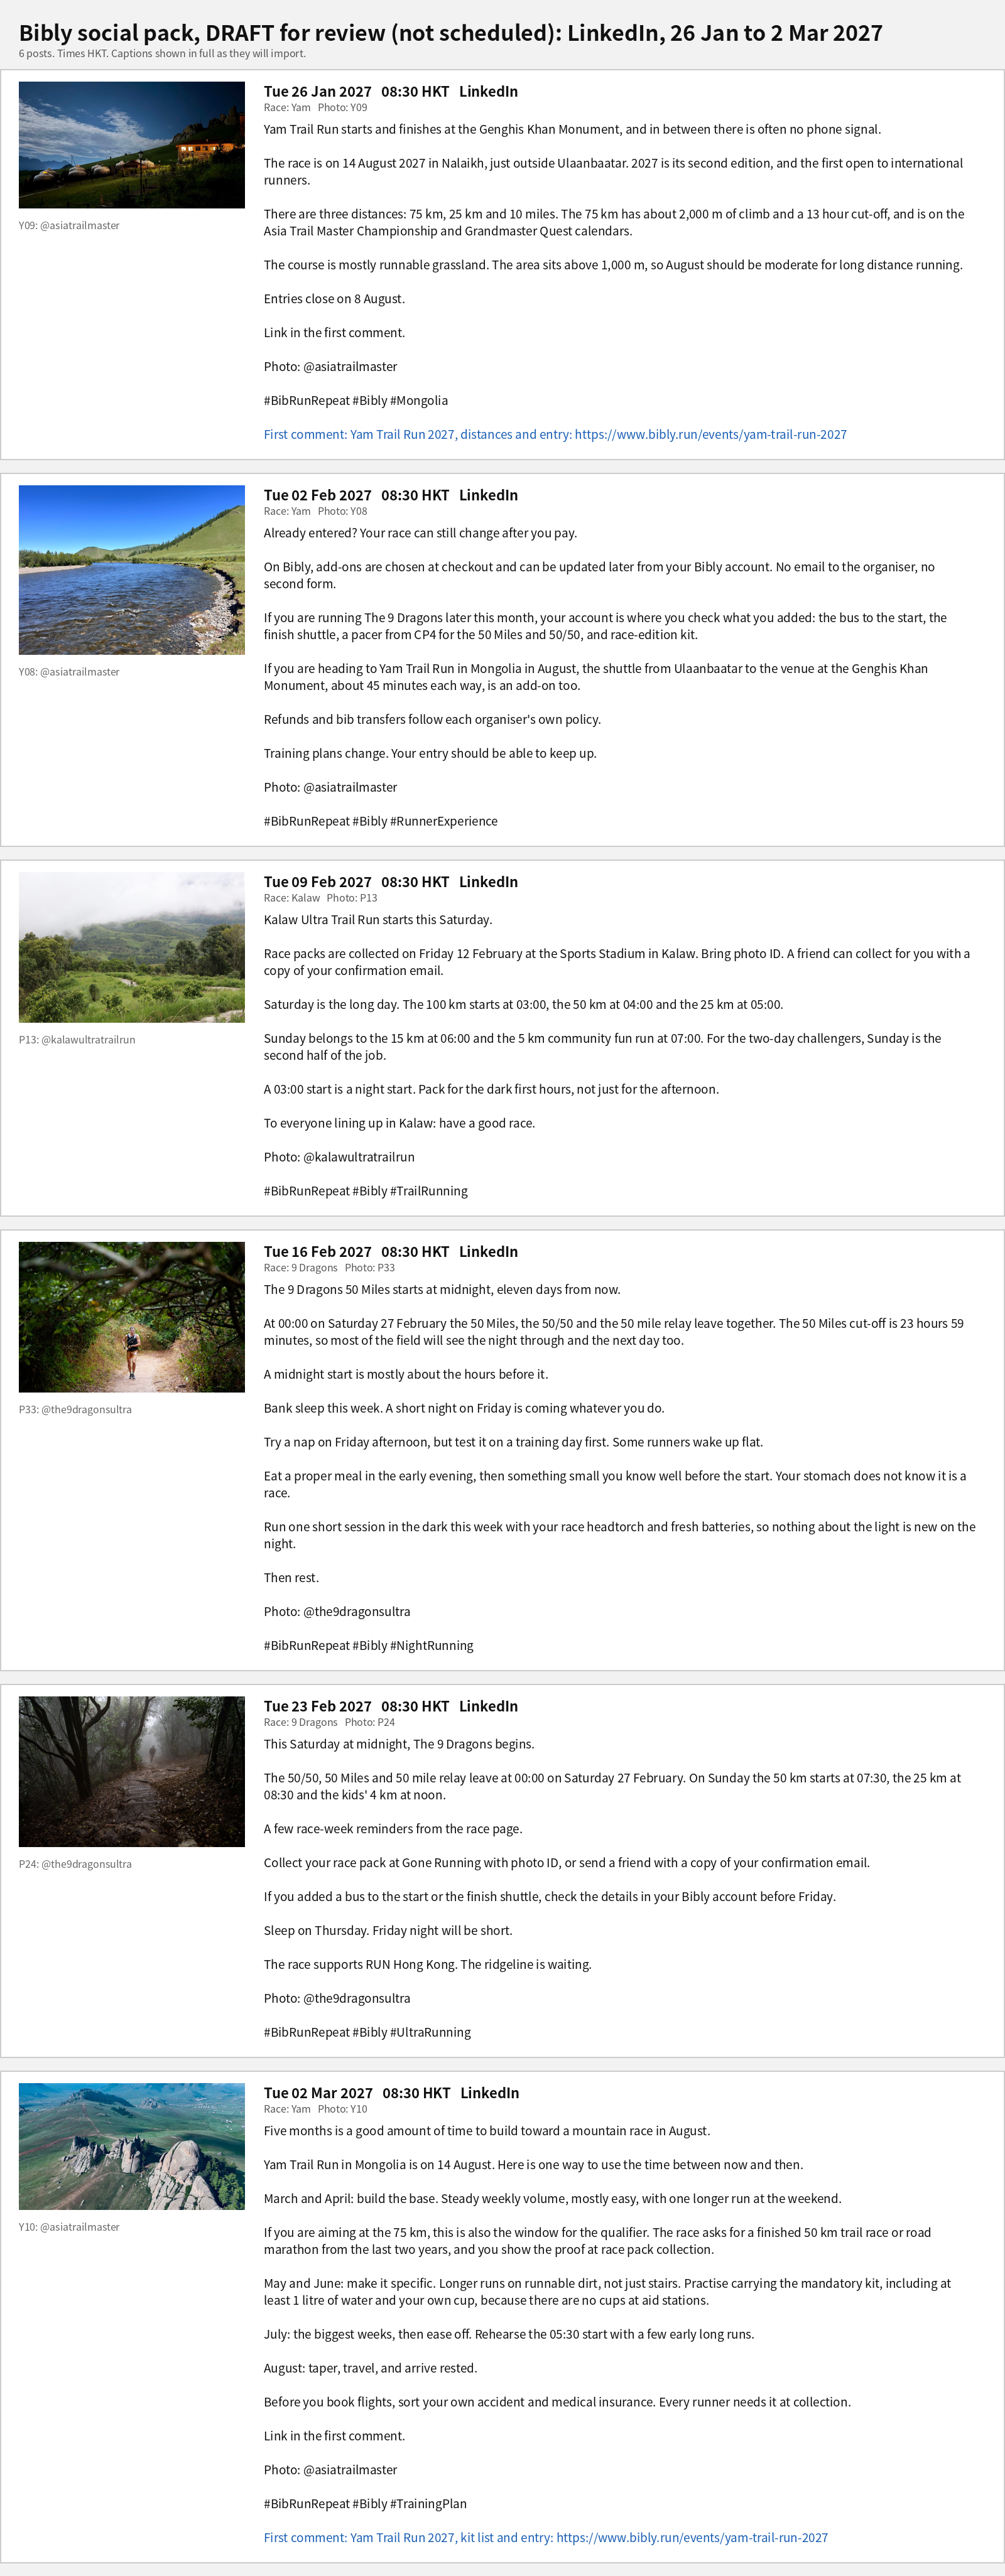 Bibly social pack, DRAFT for review (not scheduled): LinkedIn, 26 Jan to 2 Mar 2027
6 posts. Times HKT. Captions shown in full as they will import.
Tue 26 Jan 2027 08:30 HKT LinkedIn
Race: Yam Photo: Y09
Y09: @asiatrailmaster
Yam Trail Run starts and finishes at the Genghis Khan Monument, and in between there is often no phone signal.
The race is on 14 August 2027 in Nalaikh, just outside Ulaanbaatar. 2027 is its second edition, and the first open to international
runners.
There are three distances: 75 km, 25 km and 10 miles. The 75 km has about 2,000 m of climb and a 13 hour cut-off, and is on the
Asia Trail Master Championship and Grandmaster Quest calendars.
The course is mostly runnable grassland. The area sits above 1,000 m, so August should be moderate for long distance running.
Entries close on 8 August.
Link in the first comment.
Photo: @asiatrailmaster
#BibRunRepeat #Bibly #Mongolia
First comment: Yam Trail Run 2027, distances and entry: https://www.bibly.run/events/yam-trail-run-2027
Tue 02 Feb 2027 08:30 HKT LinkedIn
Race: Yam Photo: Y08
Y08: @asiatrailmaster
Already entered? Your race can still change after you pay.
On Bibly, add-ons are chosen at checkout and can be updated later from your Bibly account. No email to the organiser, no
second form.
If you are running The 9 Dragons later this month, your account is where you check what you added: the bus to the start, the
finish shuttle, a pacer from CP4 for the 50 Miles and 50/50, and race-edition kit.
If you are heading to Yam Trail Run in Mongolia in August, the shuttle from Ulaanbaatar to the venue at the Genghis Khan
Monument, about 45 minutes each way, is an add-on too.
Refunds and bib transfers follow each organiser's own policy.
Training plans change. Your entry should be able to keep up.
Photo: @asiatrailmaster
#BibRunRepeat #Bibly #RunnerExperience
Tue 09 Feb 2027 08:30 HKT LinkedIn
Race: Kalaw Photo: P13
P13: @kalawultratrailrun
Kalaw Ultra Trail Run starts this Saturday.
Race packs are collected on Friday 12 February at the Sports Stadium in Kalaw. Bring photo ID. A friend can collect for you with a
copy of your confirmation email.
Saturday is the long day. The 100 km starts at 03:00, the 50 km at 04:00 and the 25 km at 05:00.
Sunday belongs to the 15 km at 06:00 and the 5 km community fun run at 07:00. For the two-day challengers, Sunday is the
second half of the job.
A 03:00 start is a night start. Pack for the dark first hours, not just for the afternoon.
To everyone lining up in Kalaw: have a good race.
Photo: @kalawultratrailrun
#BibRunRepeat #Bibly #TrailRunning
Tue 16 Feb 2027 08:30 HKT LinkedIn
Race: 9 Dragons Photo: P33
P33: @the9dragonsultra
The 9 Dragons 50 Miles starts at midnight, eleven days from now.
At 00:00 on Saturday 27 February the 50 Miles, the 50/50 and the 50 mile relay leave together. The 50 Miles cut-off is 23 hours 59
minutes, so most of the field will see the night through and the next day too.
A midnight start is mostly about the hours before it.
Bank sleep this week. A short night on Friday is coming whatever you do.
Try a nap on Friday afternoon, but test it on a training day first. Some runners wake up flat.
Eat a proper meal in the early evening, then something small you know well before the start. Your stomach does not know it is a
race.
Run one short session in the dark this week with your race headtorch and fresh batteries, so nothing about the light is new on the
night.
Then rest.
Photo: @the9dragonsultra
#BibRunRepeat #Bibly #NightRunning
Tue 23 Feb 2027 08:30 HKT LinkedIn
Race: 9 Dragons Photo: P24
P24: @the9dragonsultra
This Saturday at midnight, The 9 Dragons begins.
The 50/50, 50 Miles and 50 mile relay leave at 00:00 on Saturday 27 February. On Sunday the 50 km starts at 07:30, the 25 km at
08:30 and the kids' 4 km at noon.
A few race-week reminders from the race page.
Collect your race pack at Gone Running with photo ID, or send a friend with a copy of your confirmation email.
If you added a bus to the start or the finish shuttle, check the details in your Bibly account before Friday.
Sleep on Thursday. Friday night will be short.
The race supports RUN Hong Kong. The ridgeline is waiting.
Photo: @the9dragonsultra
#BibRunRepeat #Bibly #UltraRunning
Tue 02 Mar 2027 08:30 HKT LinkedIn
Race: Yam Photo: Y10
Y10: @asiatrailmaster
Five months is a good amount of time to build toward a mountain race in August.
Yam Trail Run in Mongolia is on 14 August. Here is one way to use the time between now and then.
March and April: build the base. Steady weekly volume, mostly easy, with one longer run at the weekend.
If you are aiming at the 75 km, this is also the window for the qualifier. The race asks for a finished 50 km trail race or road
marathon from the last two years, and you show the proof at race pack collection.
May and June: make it specific. Longer runs on runnable dirt, not just stairs. Practise carrying the mandatory kit, including at
least 1 litre of water and your own cup, because there are no cups at aid stations.
July: the biggest weeks, then ease off. Rehearse the 05:30 start with a few early long runs.
August: taper, travel, and arrive rested.
Before you book flights, sort your own accident and medical insurance. Every runner needs it at collection.
Link in the first comment.
Photo: @asiatrailmaster
#BibRunRepeat #Bibly #TrainingPlan
First comment: Yam Trail Run 2027, kit list and entry: https://www.bibly.run/events/yam-trail-run-2027